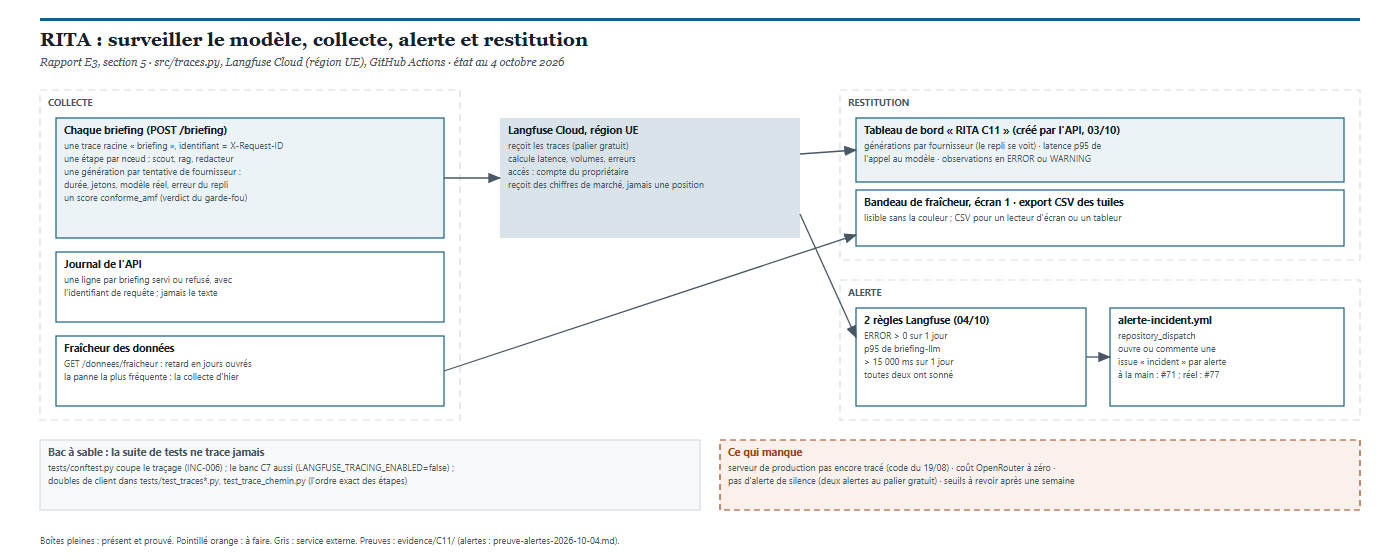 RITA : surveiller le modèle, collecte, alerte et restitution
Rapport E3, section 5 · src/traces.py, Langfuse Cloud (région UE), GitHub Actions · état au 4 octobre 2026
COLLECTE
Chaque briefing (POST /briefing)
une trace racine « briefing », identifiant = X-Request-ID
une étape par nœud : scout, rag, redacteur
une génération par tentative de fournisseur :
durée, jetons, modèle réel, erreur du repli
un score conforme_amf (verdict du garde-fou)
Journal de l'API
une ligne par briefing servi ou refusé, avec
l'identifiant de requête ; jamais le texte
Fraîcheur des données
GET /donnees/fraicheur : retard en jours ouvrés
la panne la plus fréquente : la collecte d'hier
Langfuse Cloud, région UE
reçoit les traces (palier gratuit)
calcule latence, volumes, erreurs
accès : compte du propriétaire
reçoit des chiffres de marché, jamais une position
RESTITUTION
Tableau de bord « RITA C11 » (créé par l'API, 03/10)
générations par fournisseur (le repli se voit) · latence p95 de
l'appel au modèle · observations en ERROR ou WARNING
Bandeau de fraîcheur, écran 1 · export CSV des tuiles
lisible sans la couleur ; CSV pour un lecteur d'écran ou un tableur
ALERTE
2 règles Langfuse (04/10)
ERROR > 0 sur 1 jour
p95 de briefing-llm
> 15 000 ms sur 1 jour
toutes deux ont sonné
alerte-incident.yml
repository_dispatch
ouvre ou commente une
issue « incident » par alerte
à la main : #71 ; réel : #77
Bac à sable : la suite de tests ne trace jamais
tests/conftest.py coupe le traçage (INC-006) ; le banc C7 aussi (LANGFUSE_TRACING_ENABLED=false) ;
doubles de client dans tests/test_traces*.py, test_trace_chemin.py (l'ordre exact des étapes)
Ce qui manque
serveur de production pas encore tracé (code du 19/08) · coût OpenRouter à zéro ·
pas d'alerte de silence (deux alertes au palier gratuit) · seuils à revoir après une semaine
Boîtes pleines : présent et prouvé. Pointillé orange : à faire. Gris : service externe. Preuves : evidence/C11/ (alertes : preuve-alertes-2026-10-04.md).